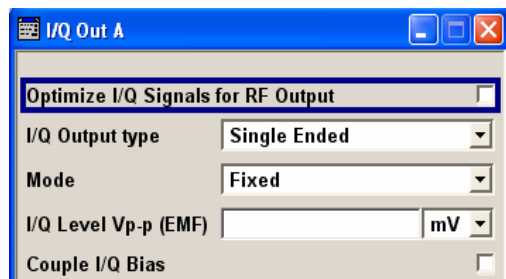 I/Q Out A
Optimize I/Q Signals for RF Output
I/Q Output type Single Ended
Mode Fixed
I/Q Level Vp-p (EMF) mV
Couple I/Q Bias